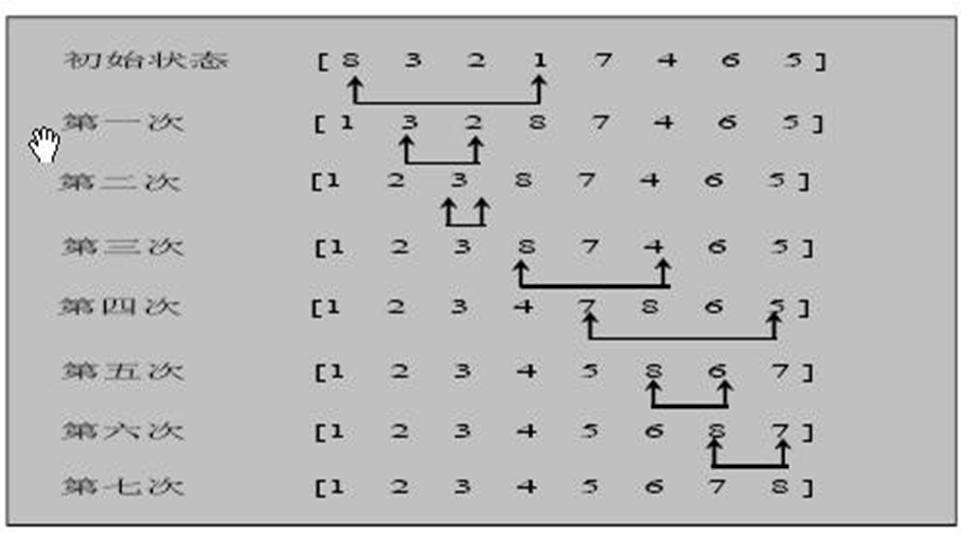 初始状态 [ 8 3 2 1 7 4 6 5 ]
第一次 [ 1 3 2 8 7 4 6 5 ]
第二次 [1 2 3 8 7 4 6 5 ]
第三次 [1 2 3 8 7 4 6 5 ]
第四次 [1 2 3 4 7 8 6 5 ]
第五次 [1 2 3 4 5 8 6 7 ]
第六次 [1 2 3 4 5 6 8 7 ]
第七次 [1 2 3 4 5 6 7 8 ]